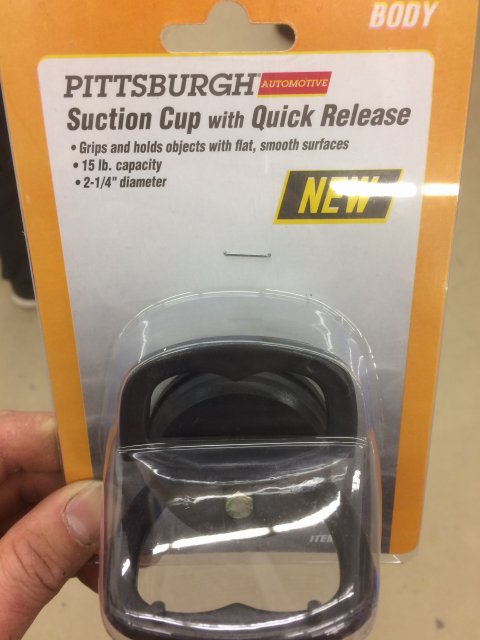 BODY
PITTSBURGH AUTOMOTIVE
Suction Cup with Quick Release
• Grips and holds objects with flat, smooth surfaces
• 15 lb. capacity
• 2-1/4" diameter
NEW
ITEM